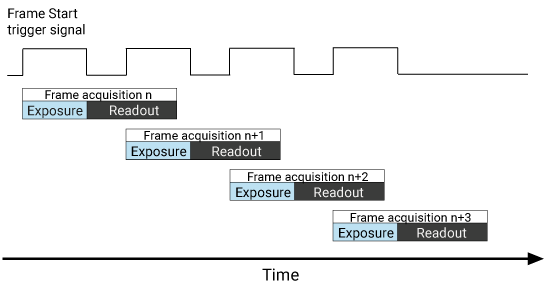 Frame Start
trigger signal
Frame acquisition n
Exposure Readout
Frame acquisition n+1
Exposure Readout
Frame acquisition n+2
Exposure Readout
Frame acquisition n+3
Exposure Readout
Time